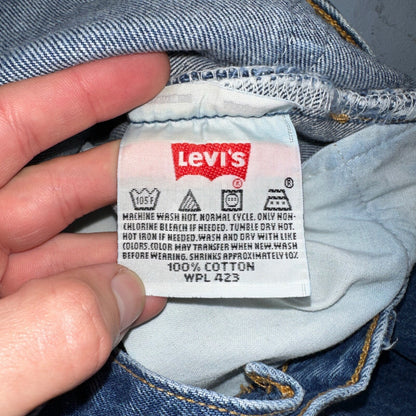 LEVI'S
®
105F
®
MACHINE WASH HOT. NORMAL CYCLE. ONLY NON-
CHLORINE BLEACH IF NEEDED. TUMBLE DRY HOT.
HOT IRON IF NEEDED. WASH AND DRY WITH LIKE
COLORS. COLOR MAY TRANSFER WHEN NEW. WASH
BEFORE WEARING. SHRINKS APPROXIMATELY 10%
100% COTTON
WPL 423